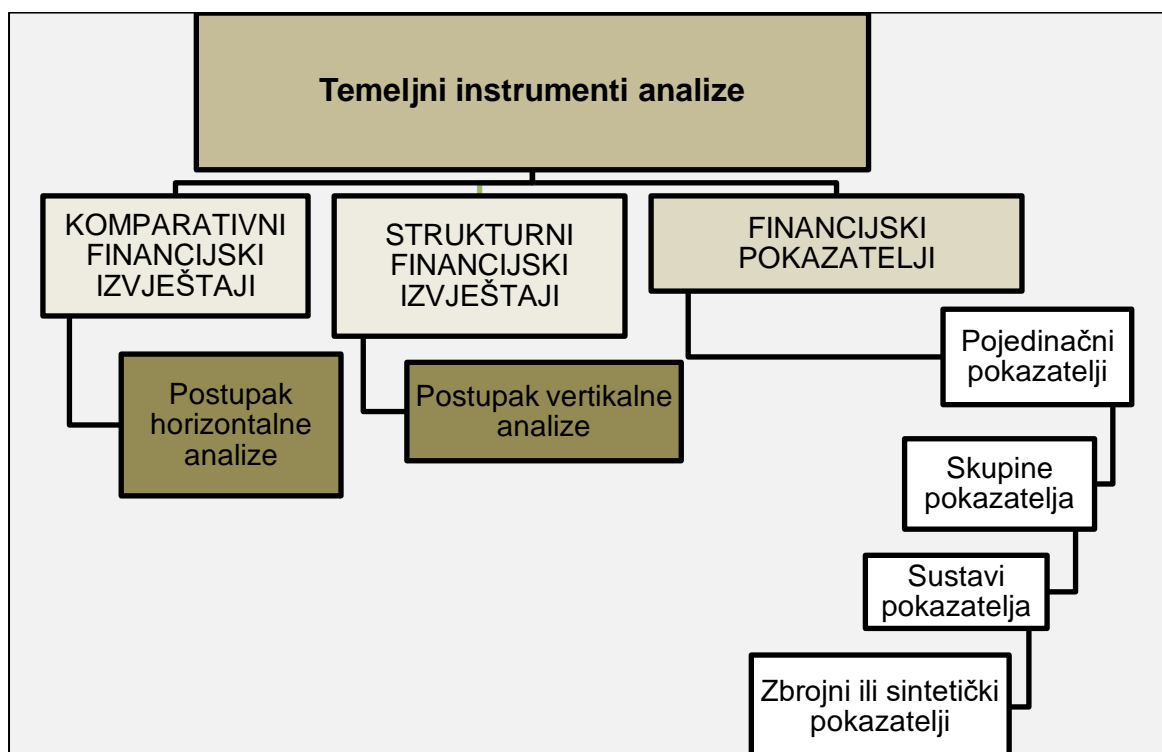 Temeljni instrumenti analize
KOMPARATIVNI
FINANCIJSKI
IZVJEŠTAJI
STRUKTURNI
FINANCIJSKI
IZVJEŠTAJI
FINANCIJSKI
POKAZATELJI
Postupak
horizontalne
analize
Postupak vertikalne
analize
Pojedinačni
pokazatelji
Skupine
pokazatelja
Sustavi
pokazatelja
Zbrojni ili sintetički
pokazatelji